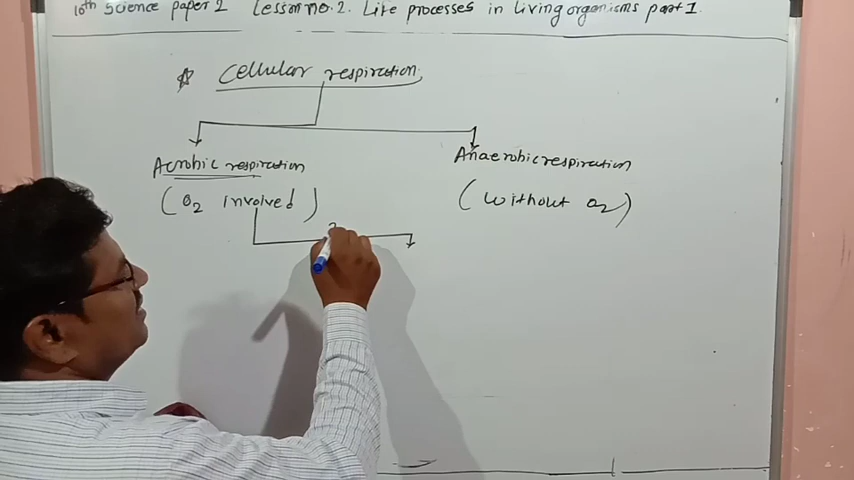 10th Science paper 2 Lesson no. 2. Life processes in living organisms part 1.
☆ Cellular respiration
Aerobic respiration Anaerobic respiration
(O2 involved) (Without O2)